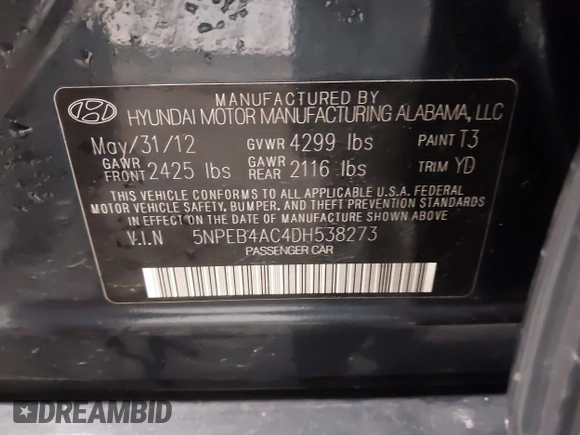 MANUFACTURED BY
HYUNDAI MOTOR MANUFACTURING ALABAMA, LLC
May/31/12 GVWR 4299 lbs PAINT T3
GAWR FRONT 2425 lbs GAWR REAR 2116 lbs TRIM YD
THIS VEHICLE CONFORMS TO ALL APPLICABLE U.S.A. FEDERAL
MOTOR VEHICLE SAFETY, BUMPER, AND THEFT PREVENTION STANDARDS
IN EFFECT ON THE DATE OF MANUFACTURE SHOWN ABOVE.
V.I.N 5NPEB4AC4DH538273
PASSENGER CAR
DREAMBID